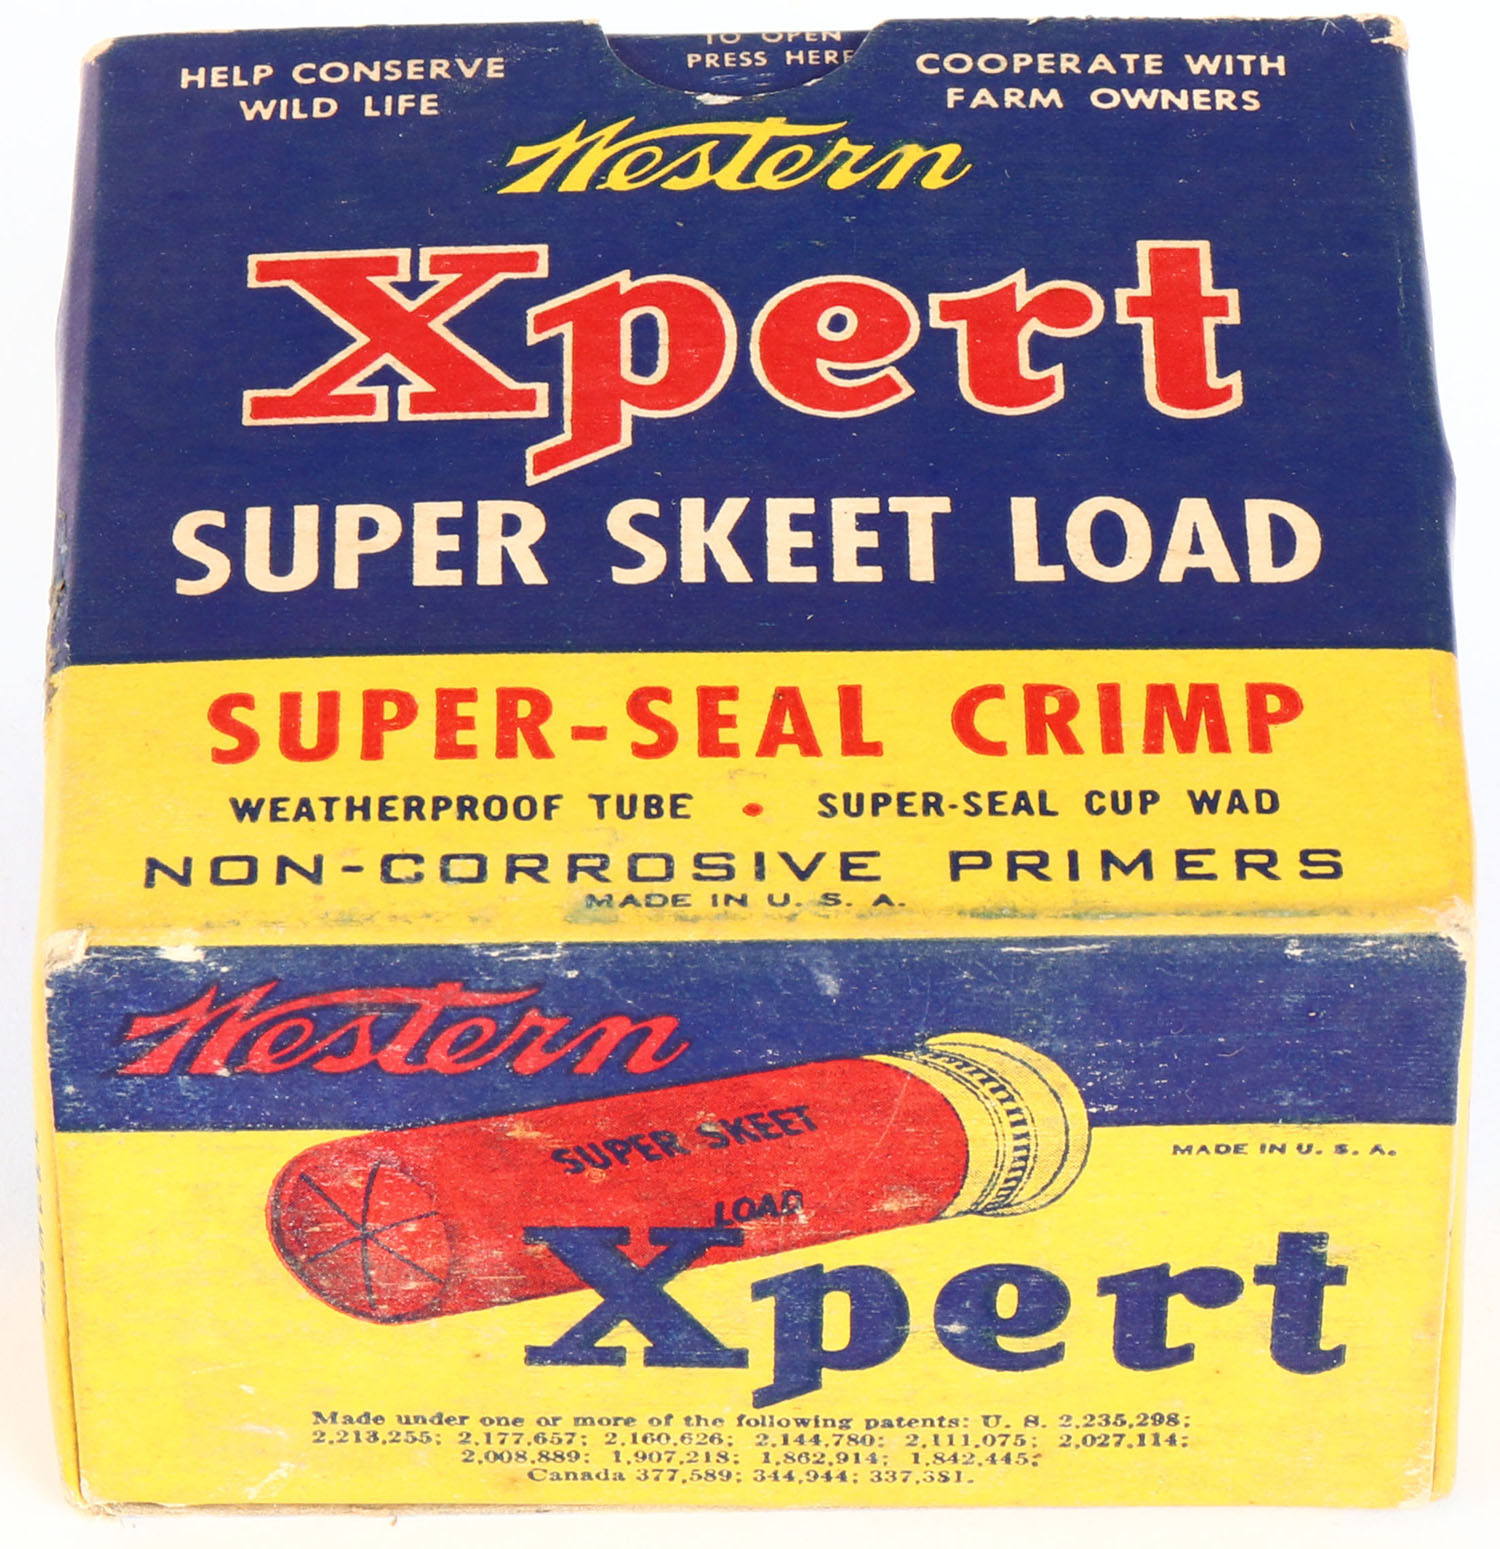 TO OPEN
PRESS HERE
HELP CONSERVE
WILD LIFE
COOPERATE WITH
FARM OWNERS
Western
Xpert
SUPER SKEET LOAD
SUPER-SEAL CRIMP
WEATHERPROOF TUBE • SUPER-SEAL CUP WAD
NON-CORROSIVE PRIMERS
MADE IN U. S. A.
Western
SUPER SKEET
LOAD
MADE IN U. S. A.
Xpert
Made under one or more of the following patents: U. S. 2,235,298;
2,213,255; 2,177,657; 2,160,626; 2,144,780; 2,111,075; 2,027,114;
2,008,889; 1,907,218; 1,862,914; 1,842,445;
Canada 377,589; 344,944; 337,381.